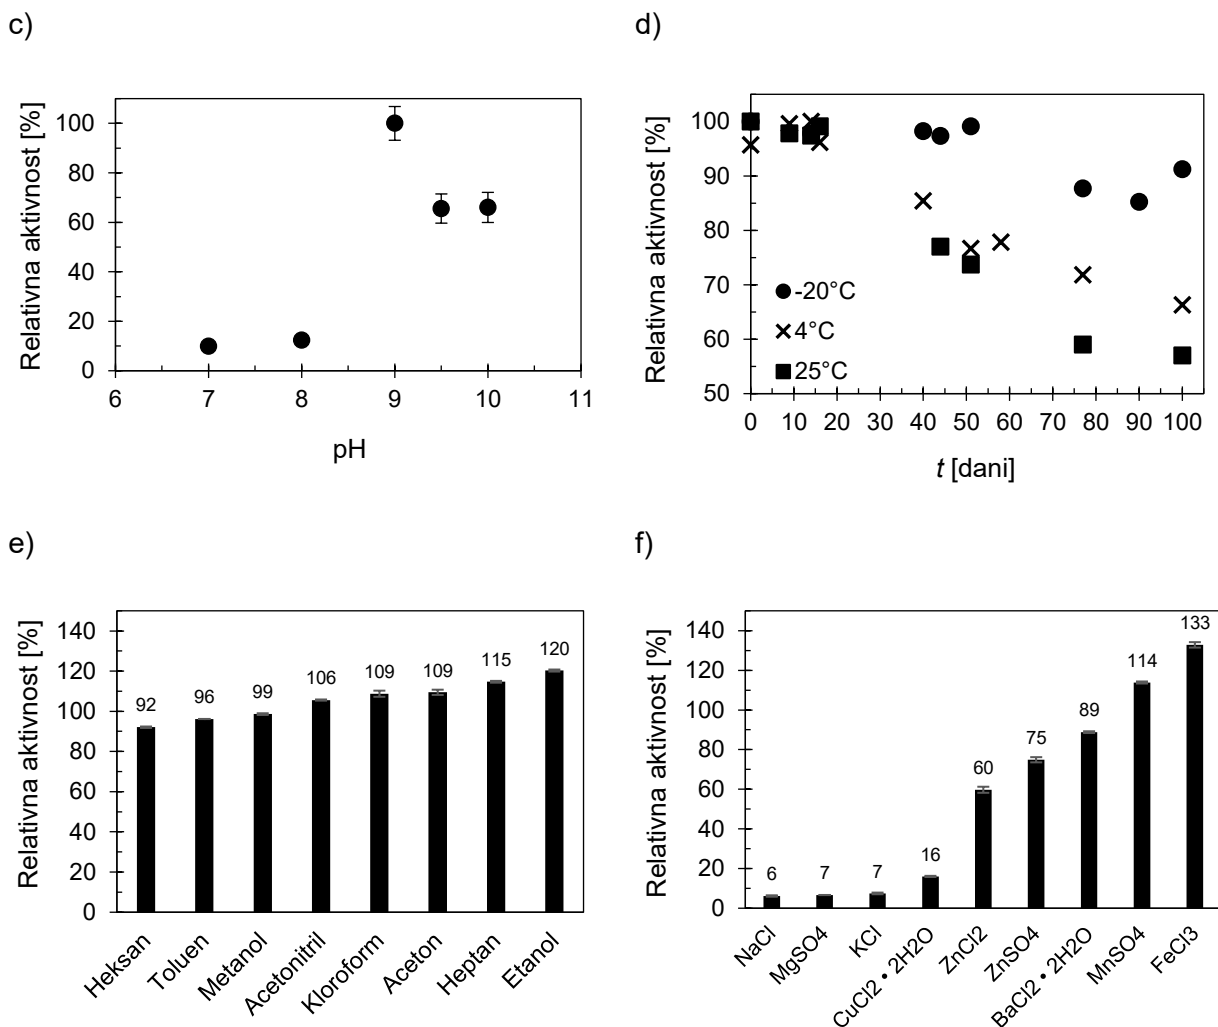 c)
Relativna aktivnost [%]
100
80
60
40
20
0
6 7 8 9 10 11
pH
d)
Relativna aktivnost [%]
100
90
80
70
60
50
-20°C
4°C
25°C
0 10 20 30 40 50 60 70 80 90 100
t [dani]
e)
Relativna aktivnost [%]
140
120
100
80
60
40
20
0
92 96 99 106 109 109 115 120
Heksan
Toluen
Metanol
Acetonitril
Kloroform
Aceton
Heptan
Etanol
f)
Relativna aktivnost [%]
140
120
100
80
60
40
20
0
6 7 7 16 60 75 89 114 133
NaCl
MgSO4
KCl
CuCl2 • 2H2O
ZnCl2
ZnSO4
BaCl2 • 2H2O
MnSO4
FeCl3